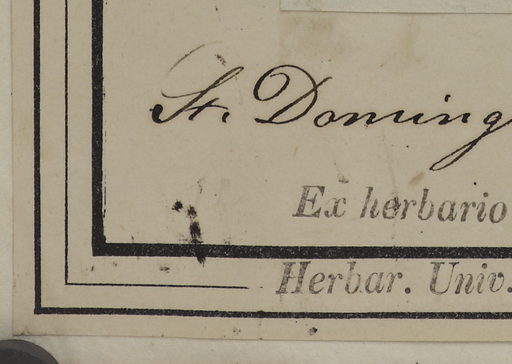 St. Doming
Ex herbario
Herbar. Univ.